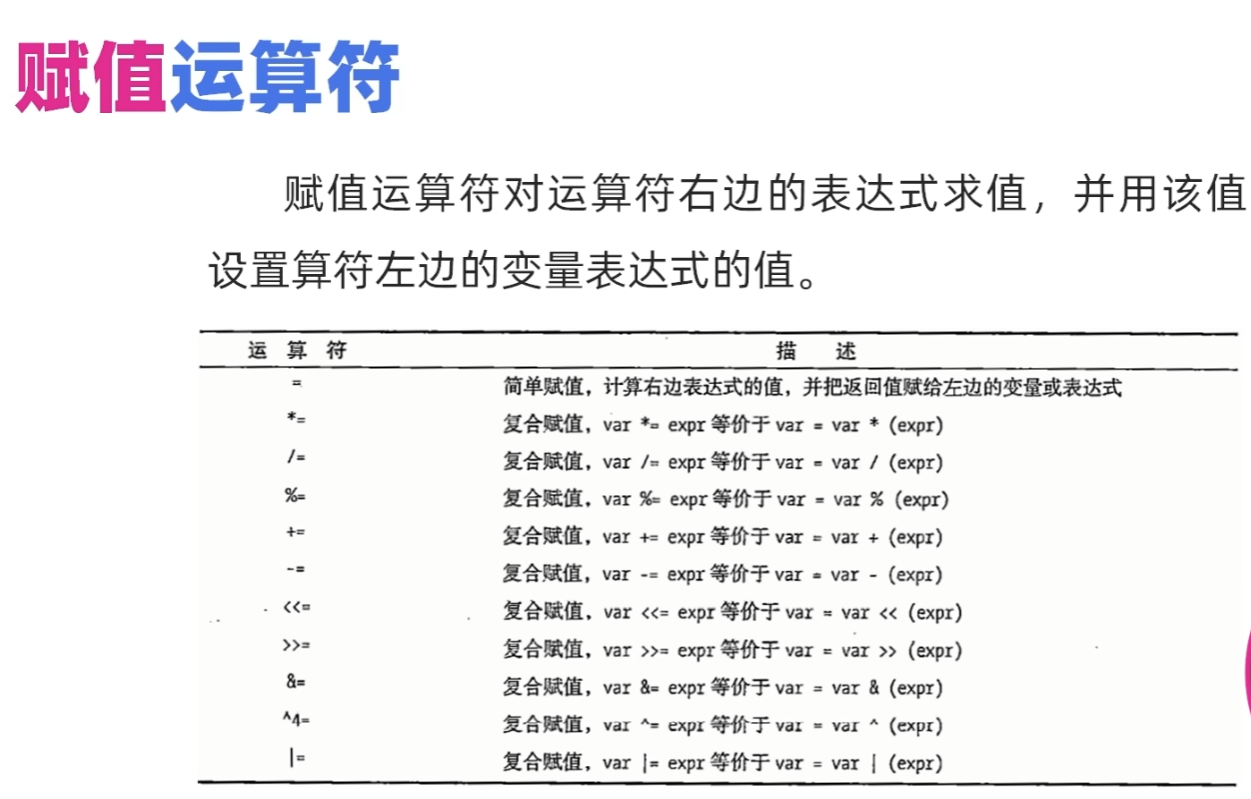 赋值运算符
赋值运算符对运算符右边的表达式求值，并用该值
设置算符左边的变量表达式的值。
运 算 符 描 述
= 简单赋值，计算右边表达式的值，并把返回值赋给左边的变量或表达式
*= 复合赋值，var *= expr 等价于 var = var * (expr)
/= 复合赋值，var /= expr 等价于 var = var / (expr)
%= 复合赋值，var %= expr 等价于 var = var % (expr)
+= 复合赋值，var += expr 等价于 var = var + (expr)
-= 复合赋值，var -= expr 等价于 var = var - (expr)
<<= 复合赋值，var <<= expr 等价于 var = var << (expr)
>>= 复合赋值，var >>= expr 等价于 var = var >> (expr)
&= 复合赋值，var &= expr 等价于 var = var & (expr)
^4= 复合赋值，var ^= expr 等价于 var = var ^ (expr)
|= 复合赋值，var |= expr 等价于 var = var | (expr)